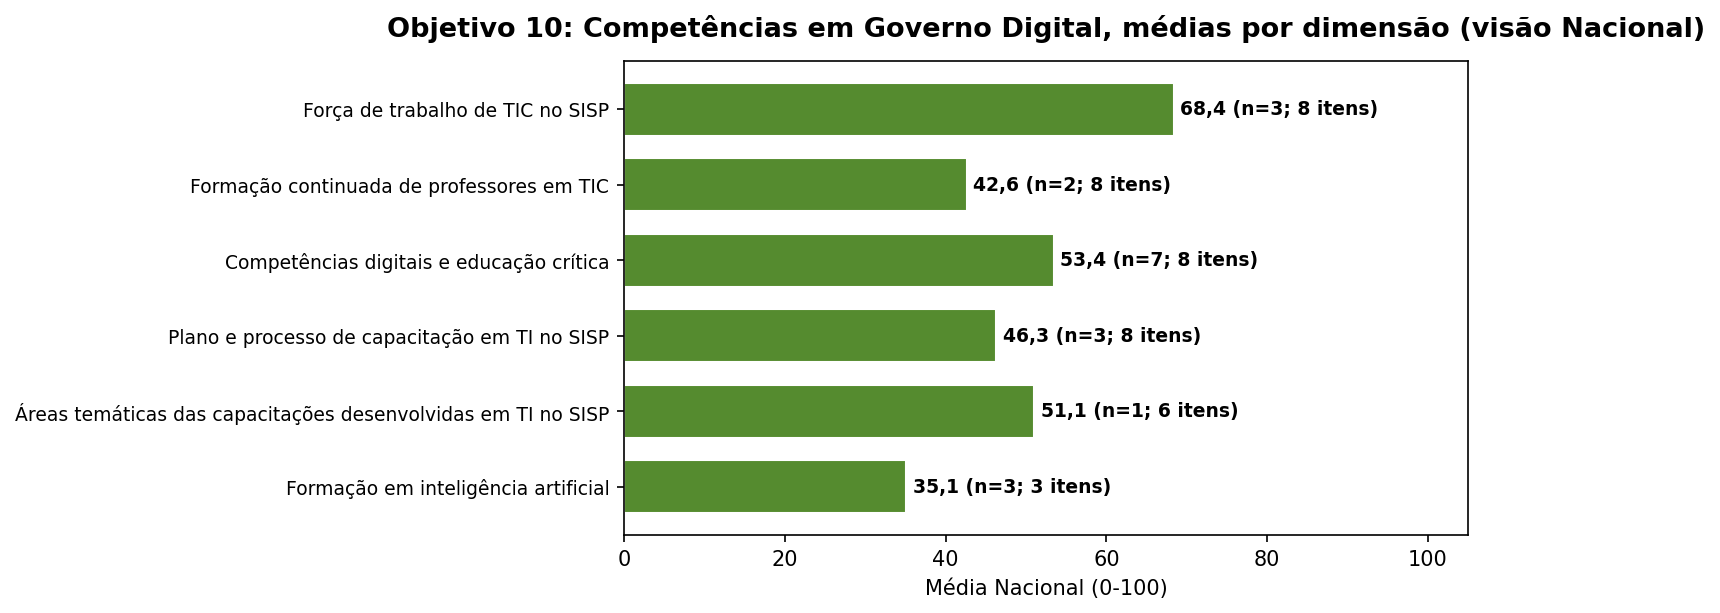 Objetivo 10: Competências em Governo Digital, médias por dimensão (visão Nacional)
Força de trabalho de TIC no SISP
68,4 (n=3; 8 itens)
Formação continuada de professores em TIC
42,6 (n=2; 8 itens)
Competências digitais e educação crítica
53,4 (n=7; 8 itens)
Plano e processo de capacitação em TI no SISP
46,3 (n=3; 8 itens)
Áreas temáticas das capacitações desenvolvidas em TI no SISP
51,1 (n=1; 6 itens)
Formação em inteligência artificial
35,1 (n=3; 3 itens)
0 20 40 60 80 100
Média Nacional (0-100)